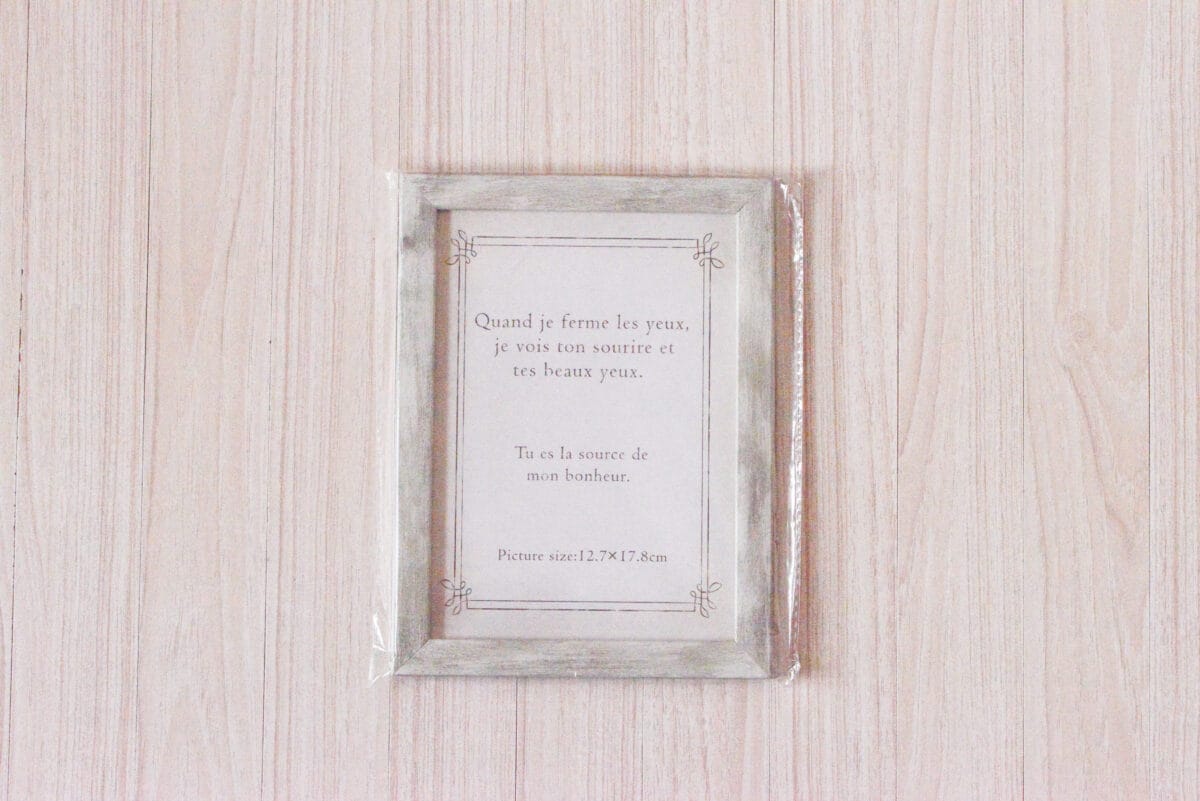 Quand je ferme les yeux,
je vois ton sourire et
tes beaux yeux.
Tu es la source de
mon bonheur.
Picture size:12.7×17.8cm